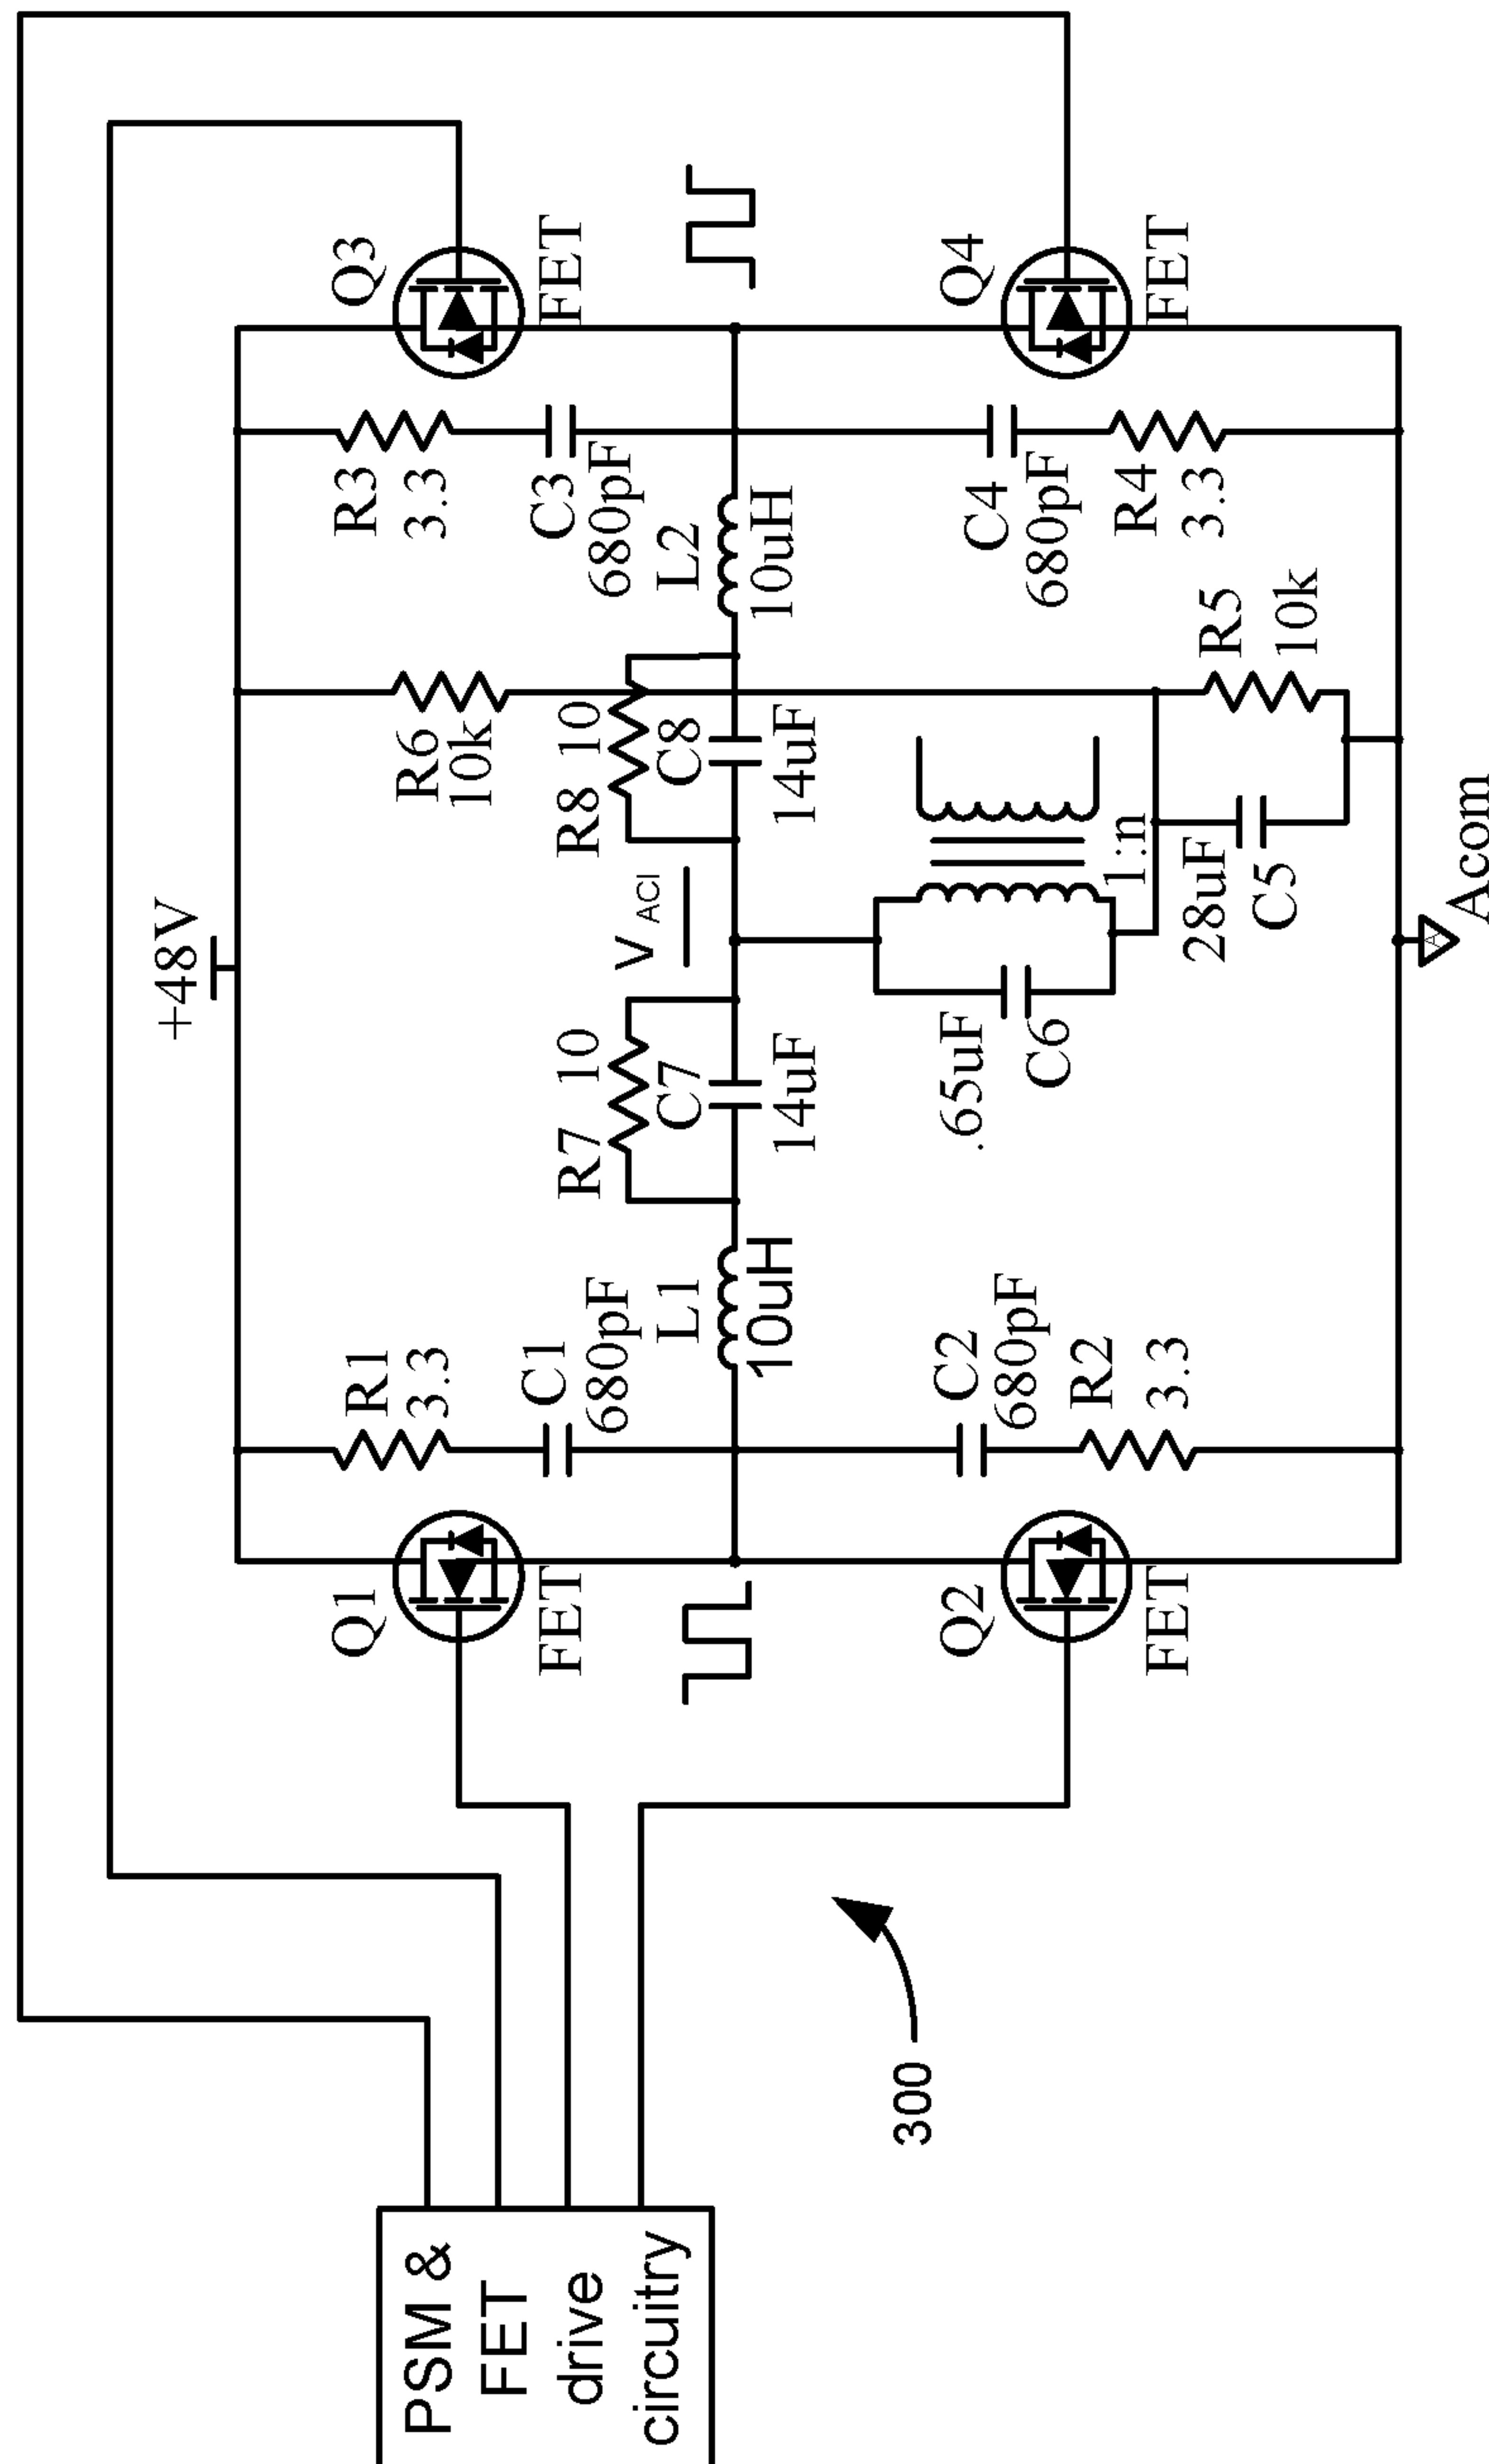 PSM &
FET
drive
circuitry
300
+48V
Q1
FET
Q2
FET
R1
3.3
C1
680pF
L1
10uH
C2
680pF
R2
3.3
R7 10
C7
14uF
V ACI
.65uF
C6
1:n
28uF
C5
R8 10
C8
14uF
R6
10k
R5
10k
R3
3.3
C3
680pF
L2
10uH
C4
680pF
R4
3.3
Q3
FET
Q4
FET
A
Acom